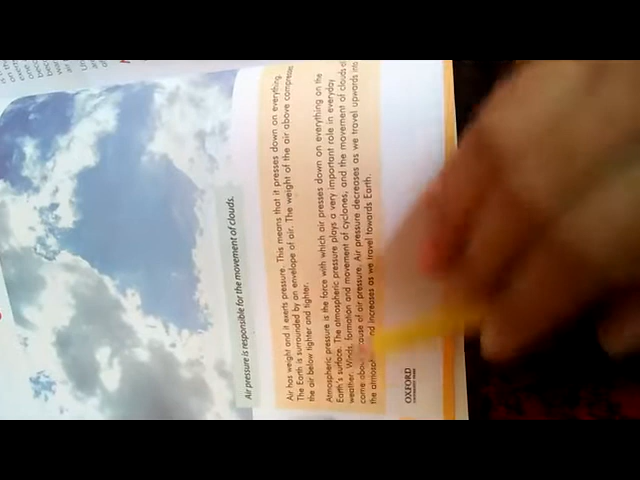 Air pressure is responsible for the movement of clouds.
Air has weight and it exerts pressure. This means that it presses down on everything.
The Earth is surrounded by an envelope of air. The weight of the air above compresses
the air below tighter and tighter.
Atmospheric pressure is the force with which air presses down on everything on the
Earth's surface. The atmospheric pressure plays a very important role in everyday
weather. Winds, formation and movement of cyclones, and the movement of clouds
come about cause of air pressure. Air pressure decreases as we travel upwards into
the atmos nd increases as we travel towards Earth.
OXFORD